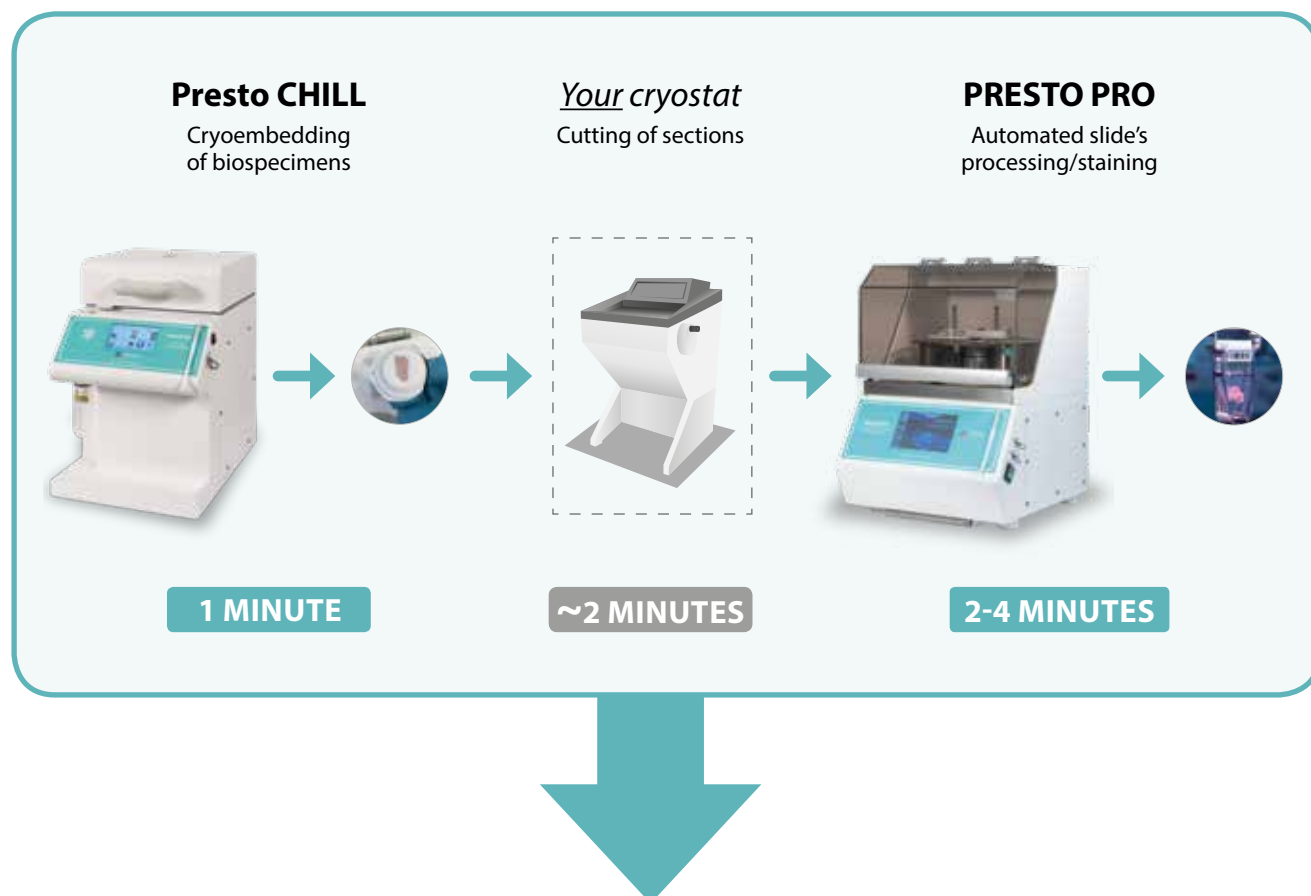 Presto CHILL
Cryoembedding
of biospecimens
Your cryostat
Cutting of sections
PRESTO PRO
Automated slide's
processing/staining
1 MINUTE
~2 MINUTES
2-4 MINUTES